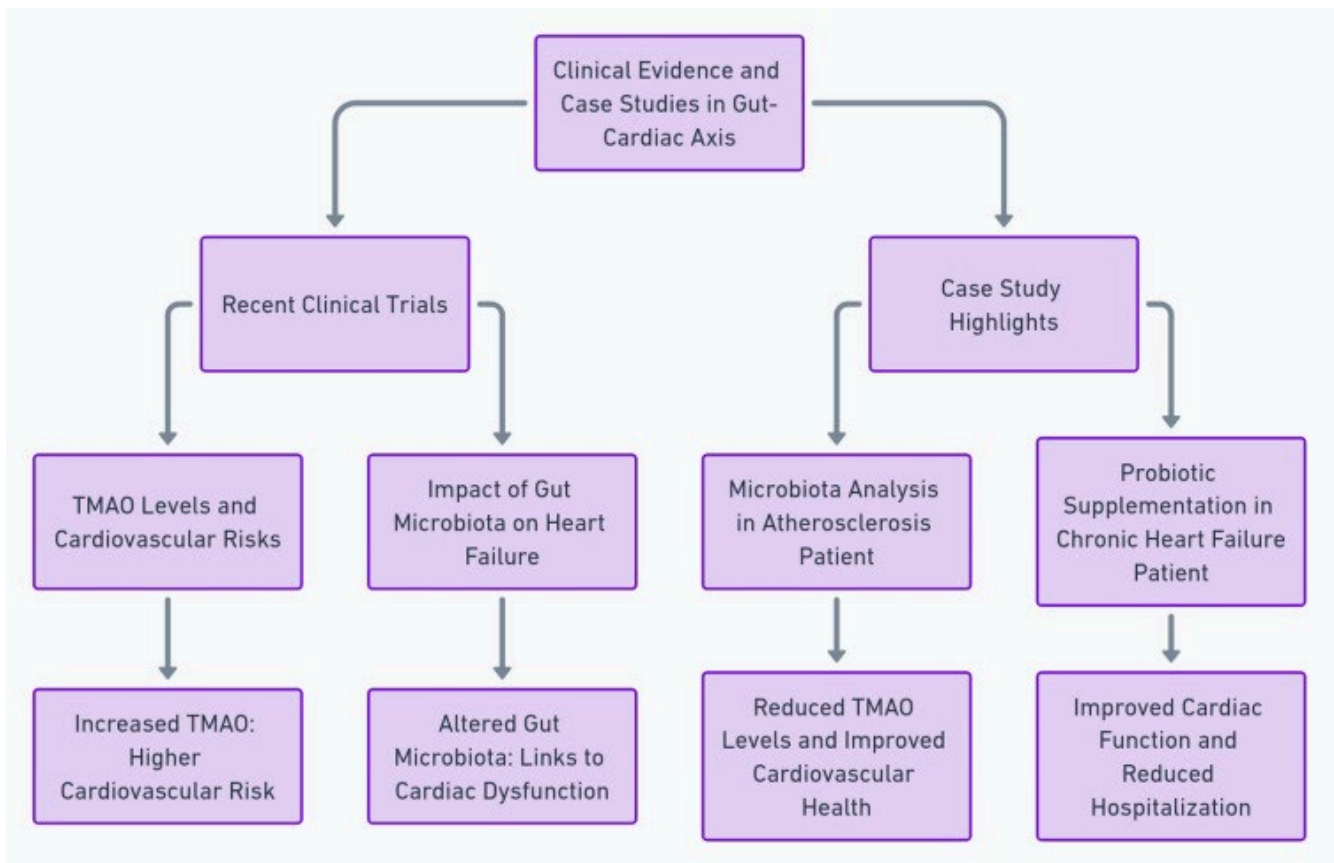 Clinical Evidence and
Case Studies in Gut-
Cardiac Axis
Recent Clinical Trials
Case Study
Highlights
TMAO Levels and
Cardiovascular Risks
Impact of Gut
Microbiota on Heart
Failure
Microbiota Analysis
in Atherosclerosis
Patient
Probiotic
Supplementation in
Chronic Heart Failure
Patient
Increased TMAO:
Higher
Cardiovascular Risk
Altered Gut
Microbiota: Links to
Cardiac Dysfunction
Reduced TMAO
Levels and Improved
Cardiovascular
Health
Improved Cardiac
Function and
Reduced
Hospitalization